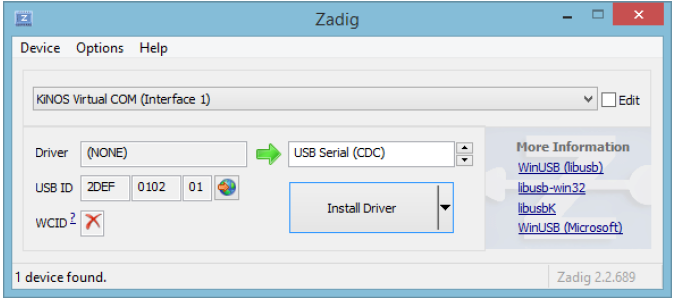 Z
Zadig
Device Options Help
KiNOS Virtual COM (Interface 1)
Edit
Driver (NONE) USB Serial (CDC)
USB ID 2DEF 0102 01
WCID ?
Install Driver
More Information
WinUSB (libusb)
libusb-win32
libusbK
WinUSB (Microsoft)
1 device found.
Zadig 2.2.689